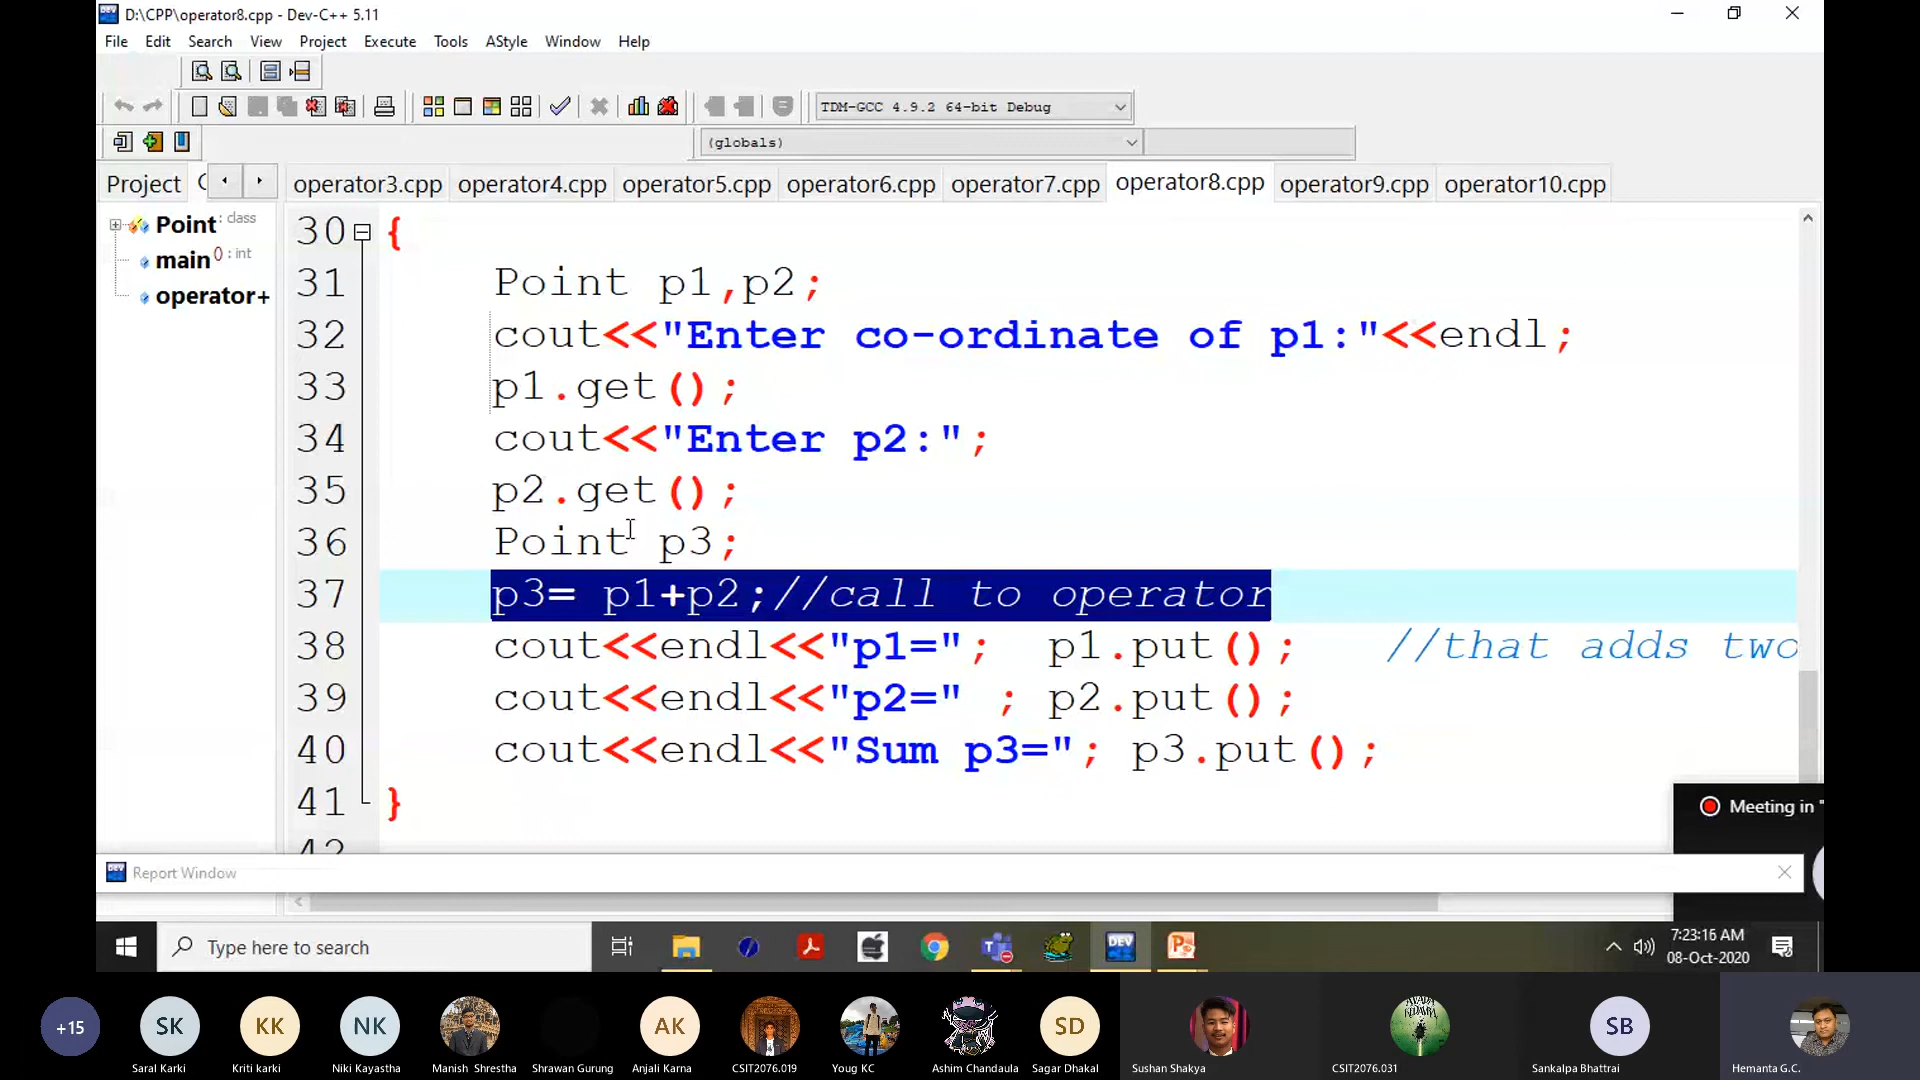 D:\CPP\operator8.cpp - Dev-C++ 5.11
File Edit Search View Project Execute Tools AStyle Window Help
TDM-GCC 4.9.2 64-bit Debug
(globals)
Project operator3.cpp operator4.cpp operator5.cpp operator6.cpp operator7.cpp operator8.cpp operator9.cpp operator10.cpp
Point : class
main () : int
operator+
30 {
31 Point p1,p2;
32 cout<<"Enter co-ordinate of p1:"<<endl;
33 p1.get();
34 cout<<"Enter p2:";
35 p2.get();
36 Point p3;
37 p3= p1+p2;//call to operator
38 cout<<endl<<"p1="; p1.put(); //that adds two
39 cout<<endl<<"p2=" ; p2.put();
40 cout<<endl<<"Sum p3="; p3.put();
41 }
42
Meeting in "
Report Window
Type here to search
DEV
7:23:16 AM
08-Oct-2020
+15 SK KK NK AK SD SB
Saral Karki Kriti karki Niki Kayastha Manish Shrestha Shrawan Gurung Anjali Karna CSIT2076.019 Youg KC Ashim Chandaula Sagar Dhakal Sushan Shakya CSIT2076.031 Sankalpa Bhattrai Hemanta G.C.